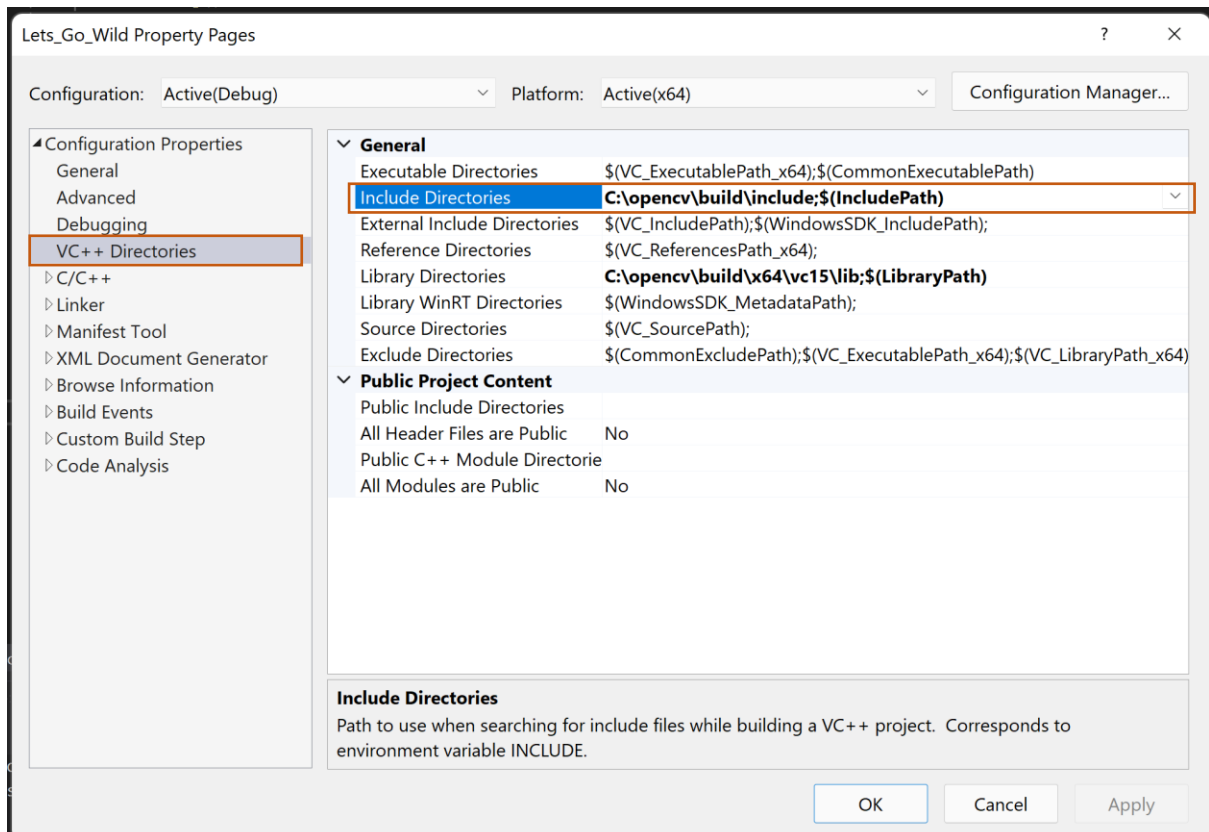 Lets_Go_Wild Property Pages
?
Configuration: Active(Debug) Platform: Active(x64) Configuration Manager...
Configuration Properties
General
Advanced
Debugging
VC++ Directories
C/C++
Linker
Manifest Tool
XML Document Generator
Browse Information
Build Events
Custom Build Step
Code Analysis
General
Executable Directories $(VC_ExecutablePath_x64);$(CommonExecutablePath)
Include Directories C:\opencv\build\include;$(IncludePath)
External Include Directories $(VC_IncludePath);$(WindowsSDK_IncludePath);
Reference Directories $(VC_ReferencesPath_x64);
Library Directories C:\opencv\build\x64\vc15\lib;$(LibraryPath)
Library WinRT Directories $(WindowsSDK_MetadataPath);
Source Directories $(VC_SourcePath);
Exclude Directories $(CommonExcludePath);$(VC_ExecutablePath_x64);$(VC_LibraryPath_x64)
Public Project Content
Public Include Directories
All Header Files are Public No
Public C++ Module Directorie
All Modules are Public No
Include Directories
Path to use when searching for include files while building a VC++ project. Corresponds to
environment variable INCLUDE.
OK Cancel Apply